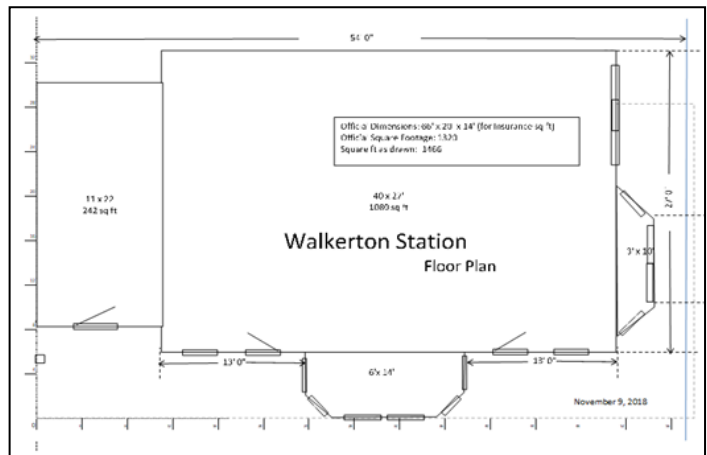 54' 0"
Official Dimensions: 66' x 20' x 14' (for Insurance sq ft)
Official Square Footage: 1320
Square ft as drawn: 1466
11 x 22
242 sq ft
40 x 27'
1080 sq ft
27' 0"
3' x 10'
Walkerton Station
Floor Plan
13' 0"
6'x 14'
13' 0"
November 9, 2018